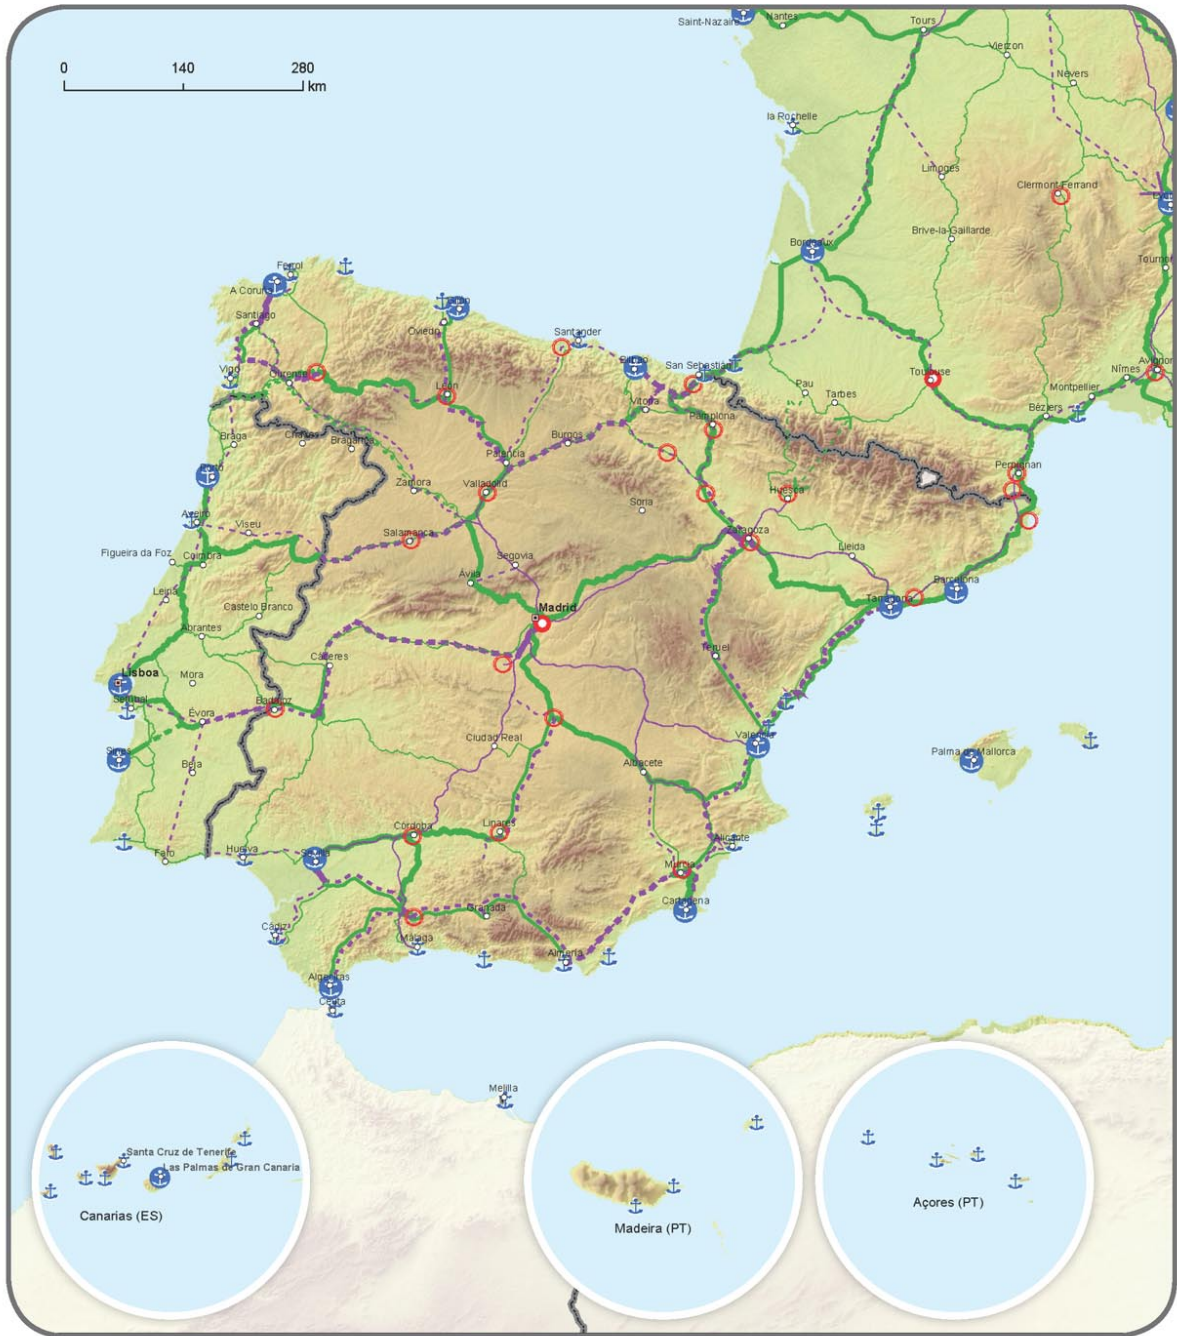 Saint-Nazaire
Nantes
Tours
Vierzon
Nevers
0 140 280
km
la Rochelle
Limoges
Clermont Ferrand
Brive-la-Gaillarde
Bordeaux
Tournon
Ferrol
A Coruña
Santiago
Oviedo
Santander
Bilbao
San Sebastián
Vigo
Ourense
León
Vitoria
Pamplona
Pau
Tarbes
Toulouse
Montpellier
Nîmes
Avignon
Béziers
Braga
Chaves
Bragança
Palencia
Burgos
Perpignan
Porto
Zamora
Valladolid
Soria
Huesca
Aveiro
Viseu
Salamanca
Zaragoza
Figueira da Foz
Coimbra
Segovia
Lleida
Ávila
Barcelona
Leiria
Castelo Branco
Madrid
Tarragona
Abrantes
Cáceres
Teruel
Lisboa
Mora
Setúbal
Évora
Badajoz
Ciudad Real
Valencia
Palma de Mallorca
Sines
Beja
Albacete
Córdoba
Linares
Alicante
Faro
Huelva
Sevilla
Murcia
Cartagena
Granada
Cádiz
Málaga
Almería
Algeciras
Ceuta
Melilla
Santa Cruz de Tenerife
Las Palmas de Gran Canaria
Canarias (ES)
Madeira (PT)
Açores (PT)